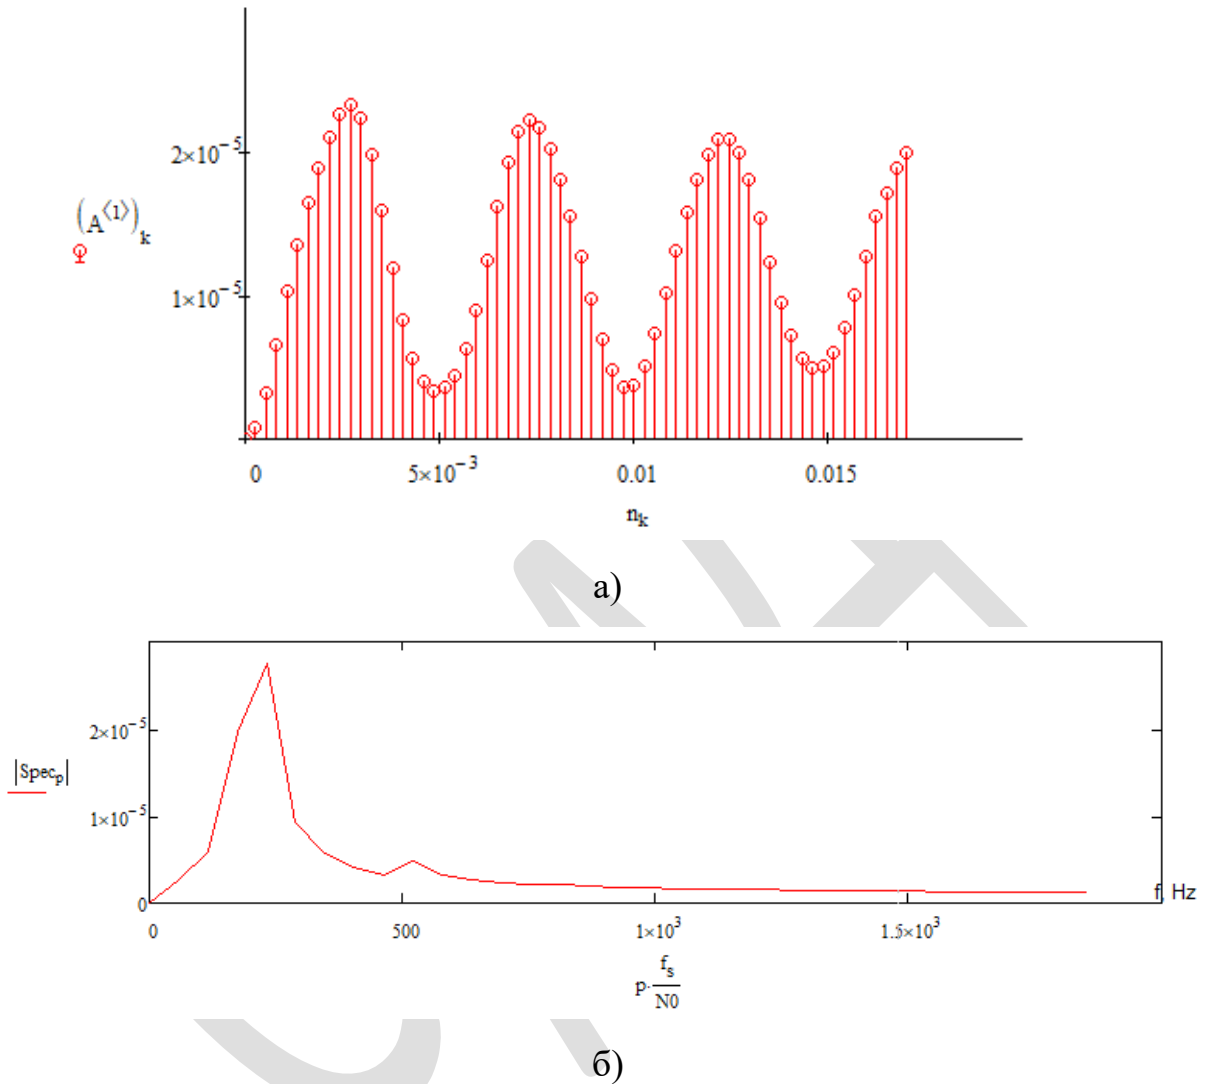 2×10⁻⁵
(A⟨1⟩)ₖ
1×10⁻⁵
0 5×10⁻³ 0.01 0.015
nₖ
а)
2×10⁻⁵
|Specₚ|
1×10⁻⁵
0
f, Hz
0 500 1×10³ 1.5×10³
p·fₛ/N0
б)